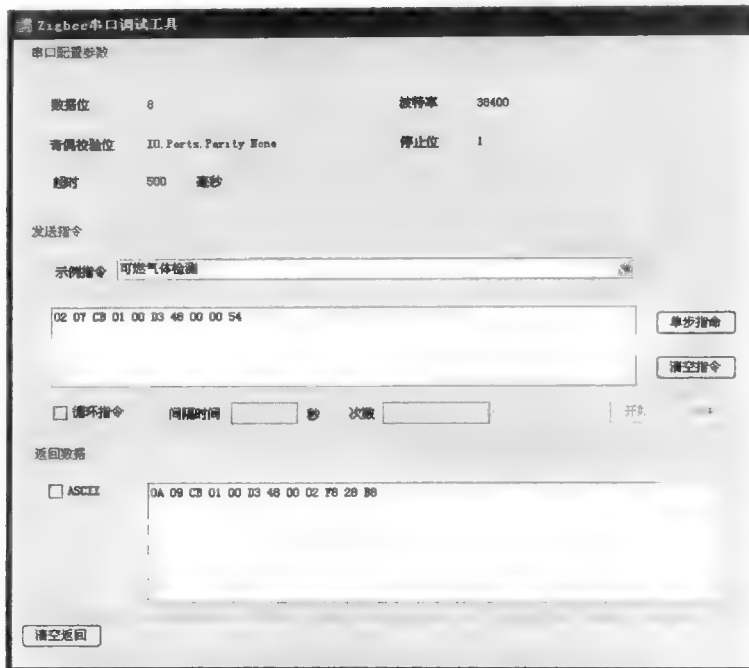 Zigbee串口调试工具
串口配置参数
数据位 8 波特率 38400
奇偶校验位 IO.Ports.Parity None 停止位 1
超时 500 毫秒
发送指令
示例指令 可燃气体检测
02 07 CB 01 00 D3 48 00 00 54
单步指命
清空指令
循环指令 间隔时间 秒 次数
返回数据
ASCII 0A 09 CB 01 00 D3 48 00 02 F8 28 B8
清空返回